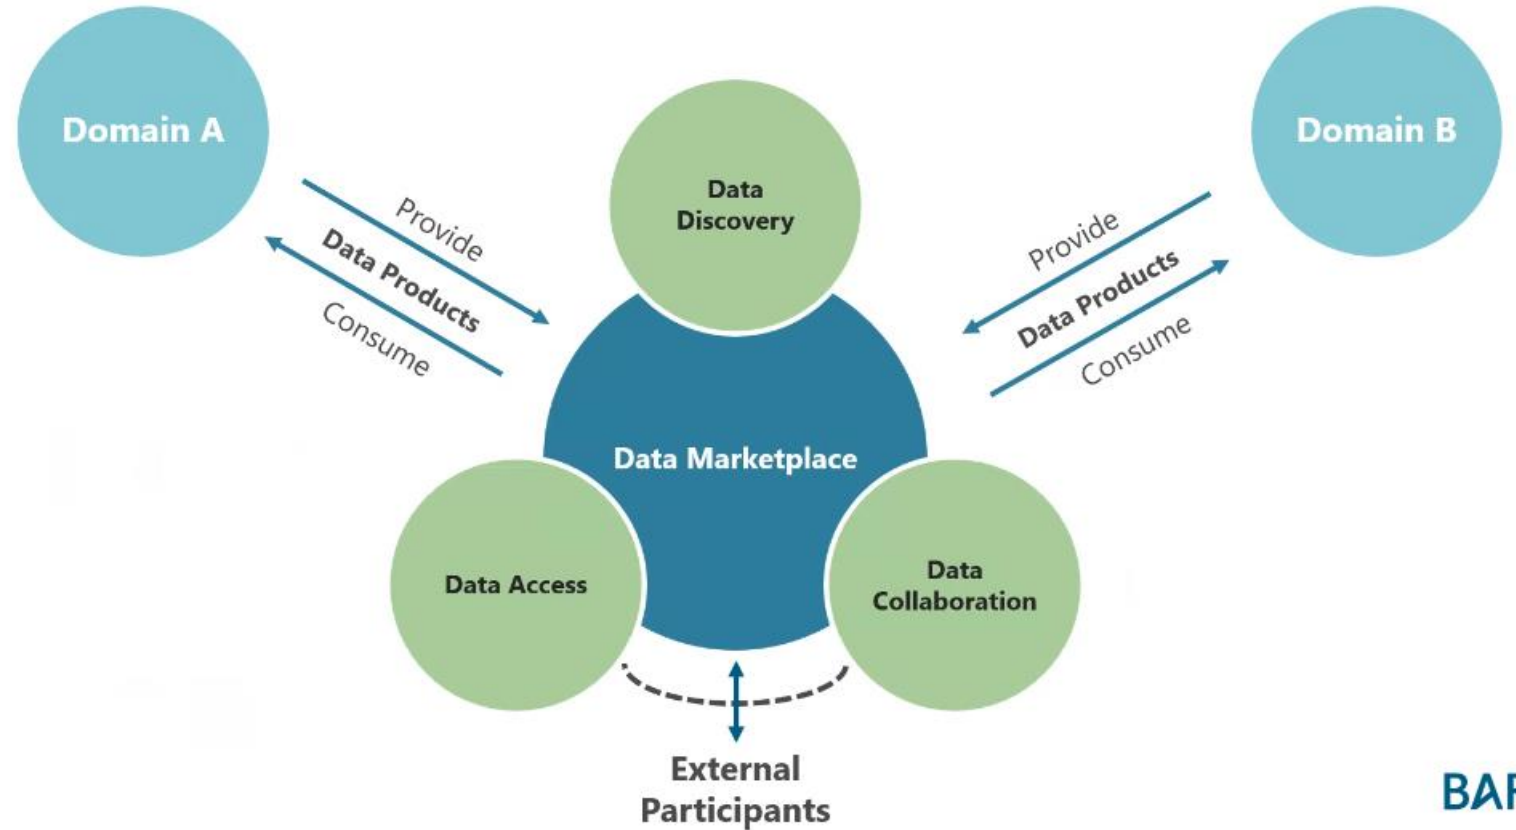 Domain A
Domain B
Data
Discovery
Provide
Data Products
Consume
Provide
Data Products
Consume
Data Marketplace
Data Access
Data
Collaboration
External
Participants